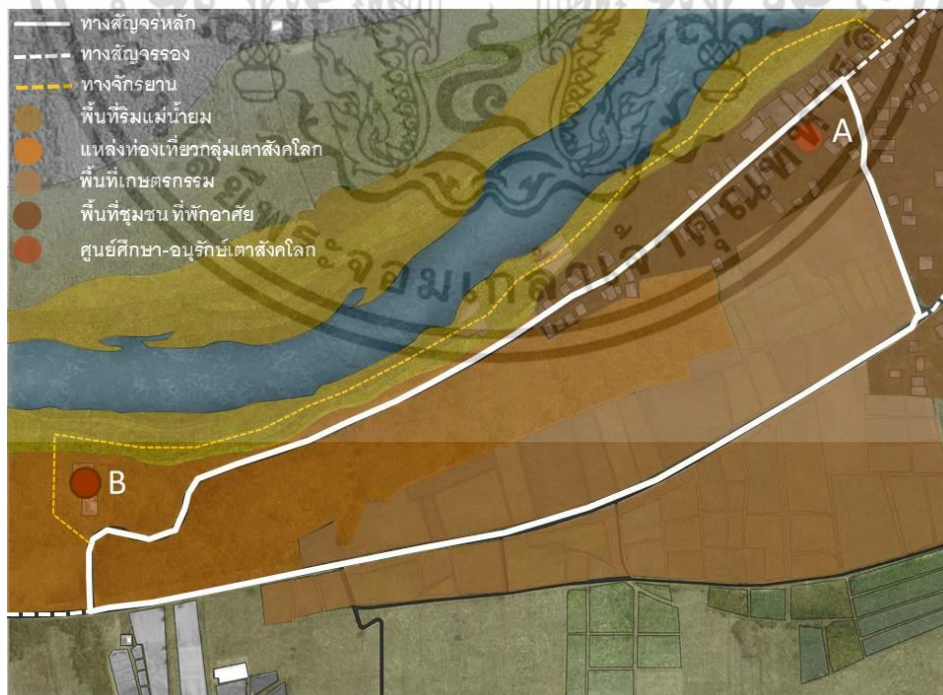 ทางสัญจรหลัก
ทางสัญจรรอง
ทางจักรยาน
พื้นที่ริมแม่น้ำยม
แหล่งท่องเที่ยวกลุ่มเตาสังคโลก
พื้นที่เกษตรกรรม
พื้นที่ชุมชน ที่พักอาศัย
ศูนย์ศึกษา-อนุรักษ์เตาสังคโลก
A
B